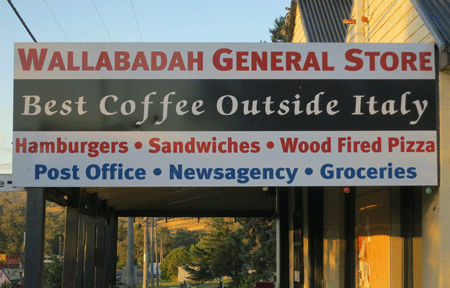 WALLABADAH GENERAL STORE
Best Coffee Outside Italy
Hamburgers • Sandwiches • Wood Fired Pizza
Post Office • Newsagency • Groceries